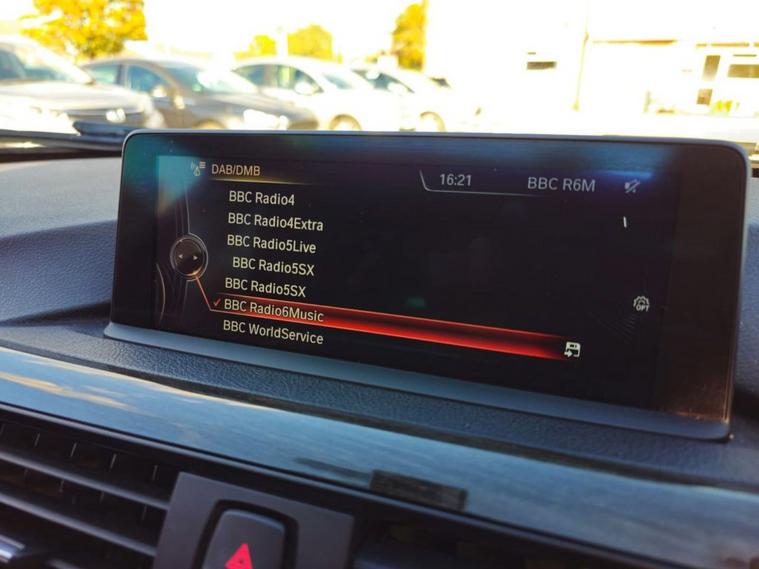 DAB/DMB
16:21
BBC R6M
BBC Radio4
BBC Radio4Extra
BBC Radio5Live
BBC Radio5SX
BBC Radio5SX
BBC Radio6Music
BBC WorldService
OPT